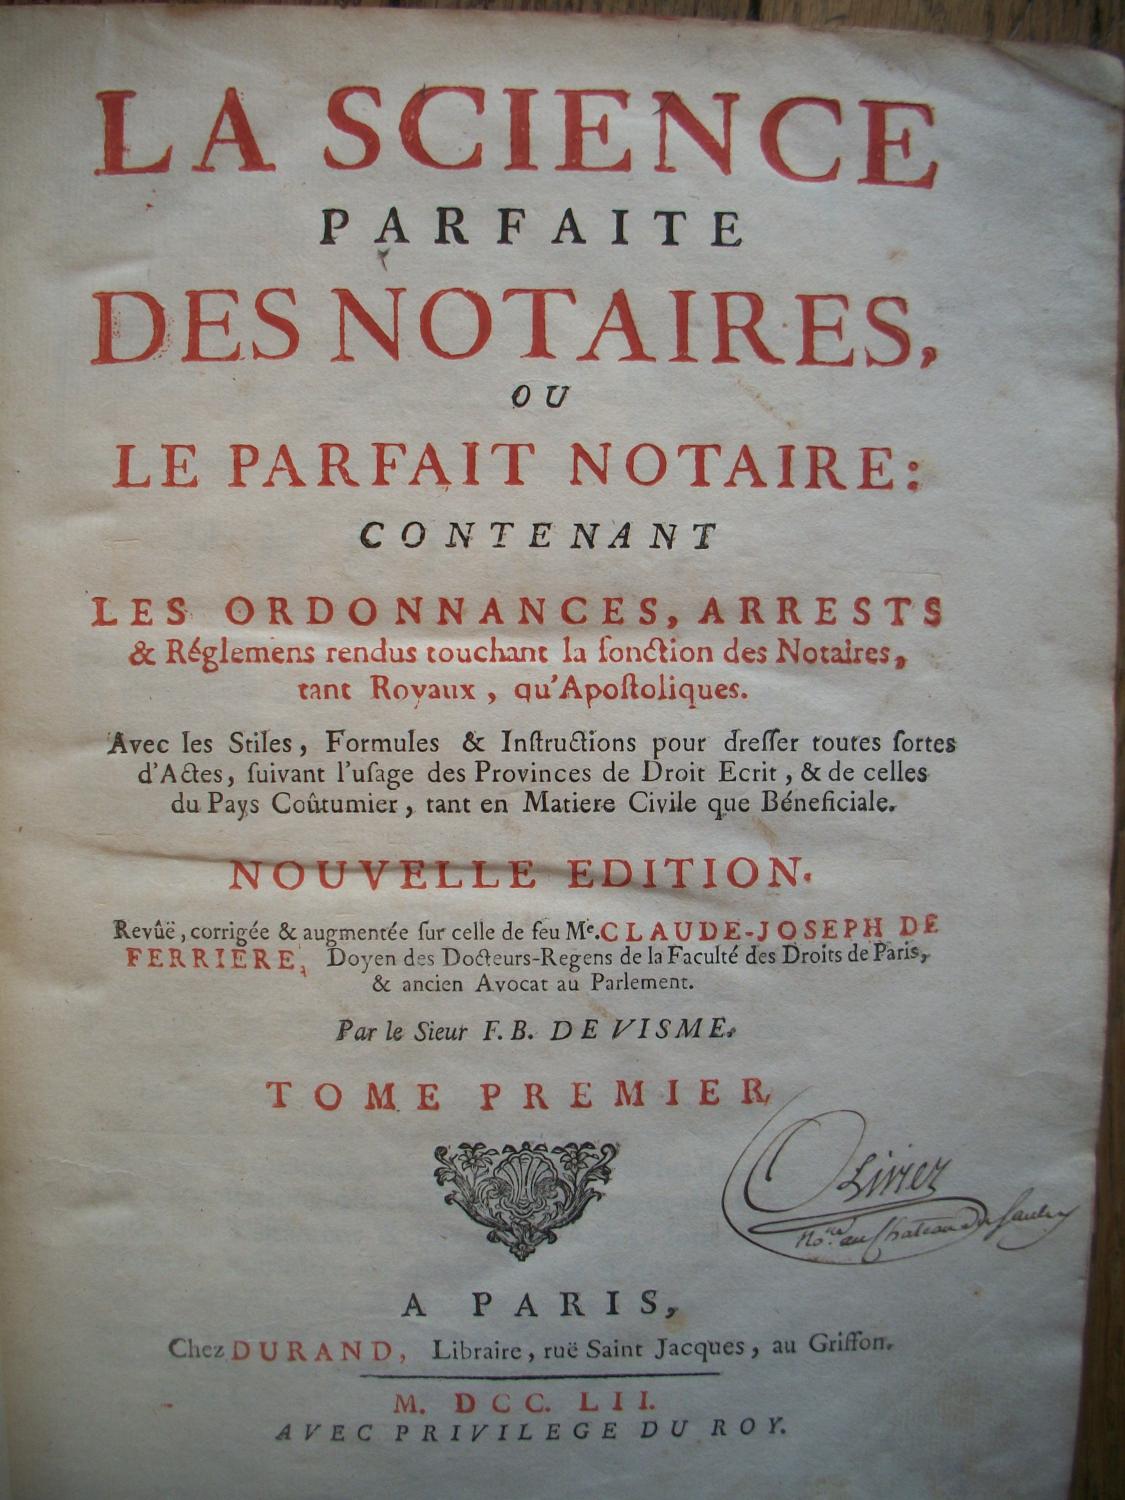 LA SCIENCE
PARFAITE
DES NOTAIRES,
OU
LE PARFAIT NOTAIRE:
CONTENANT
LES ORDONNANCES, ARRESTS
& Réglemens rendus touchant la fonction des Notaires,
tant Royaux, qu'Apoſtoliques.
Avec les Stiles, Formules & Inſtructions pour dreſſer toutes ſortes
d'Actes, ſuivant l'uſage des Provinces de Droit Ecrit, & de celles
du Pays Coûtumier, tant en Matiere Civile que Béneficiale.
NOUVELLE EDITION.
Revûë, corrigée & augmentée ſur celle de feu Me. CLAUDE-JOSEPH DE
FERRIERE, Doyen des Docteurs-Regens de la Faculté des Droits de Paris,
& ancien Avocat au Parlement.
Par le Sieur F. B. DE VISME.
TOME PREMIER
Olivier
No.re au Chateau de
A PARIS,
Chez DURAND, Libraire, ruë Saint Jacques, au Griffon.
M. DCC. LII.
AVEC PRIVILEGE DU ROY.